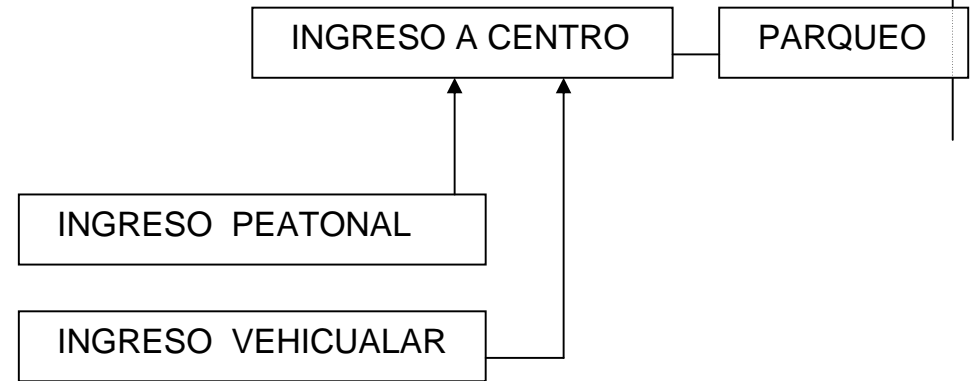 INGRESO A CENTRO
PARQUEO
INGRESO PEATONAL
INGRESO VEHICUALAR